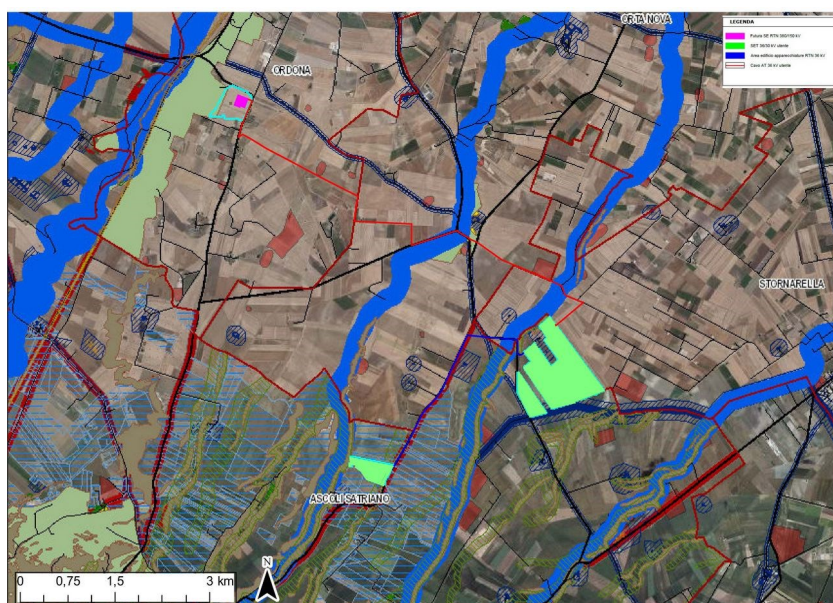 ORTA NOVA
LEGENDA
Futura SE RTN 380/150 kV
SET 36/30 kV utente
Area edificio apparecchiature RTN 36 kV
Cavo AT 36 kV utente
ORDONA
STORNARELLA
ASCOLI SATRIANO
N
0 0,75 1,5 3 km